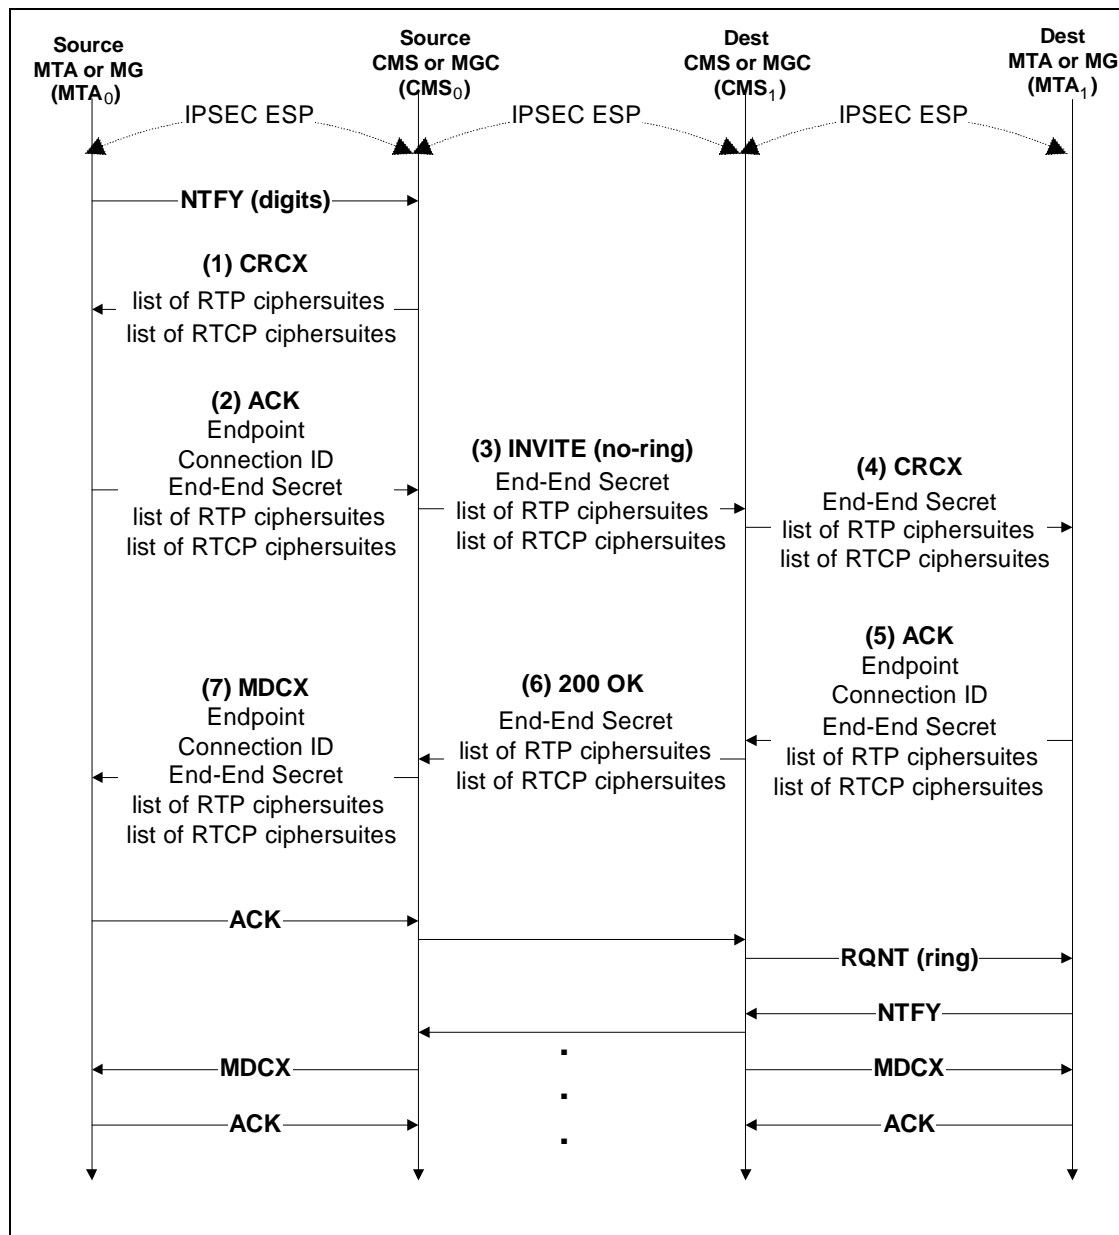 Source
MTA or MG
(MTA0)
Source
CMS or MGC
(CMS0)
Dest
CMS or MGC
(CMS1)
Dest
MTA or MG
(MTA1)
IPSEC ESP
IPSEC ESP
IPSEC ESP
NTFY (digits)
(1) CRCX
list of RTP ciphersuites
list of RTCP ciphersuites
(2) ACK
Endpoint
Connection ID
End-End Secret
list of RTP ciphersuites
list of RTCP ciphersuites
(3) INVITE (no-ring)
End-End Secret
list of RTP ciphersuites
list of RTCP ciphersuites
(4) CRCX
End-End Secret
list of RTP ciphersuites
list of RTCP ciphersuites
(5) ACK
Endpoint
Connection ID
End-End Secret
list of RTP ciphersuites
list of RTCP ciphersuites
(6) 200 OK
End-End Secret
list of RTP ciphersuites
list of RTCP ciphersuites
(7) MDCX
Endpoint
Connection ID
End-End Secret
list of RTP ciphersuites
list of RTCP ciphersuites
ACK
RQNT (ring)
NTFY
MDCX
MDCX
ACK
ACK